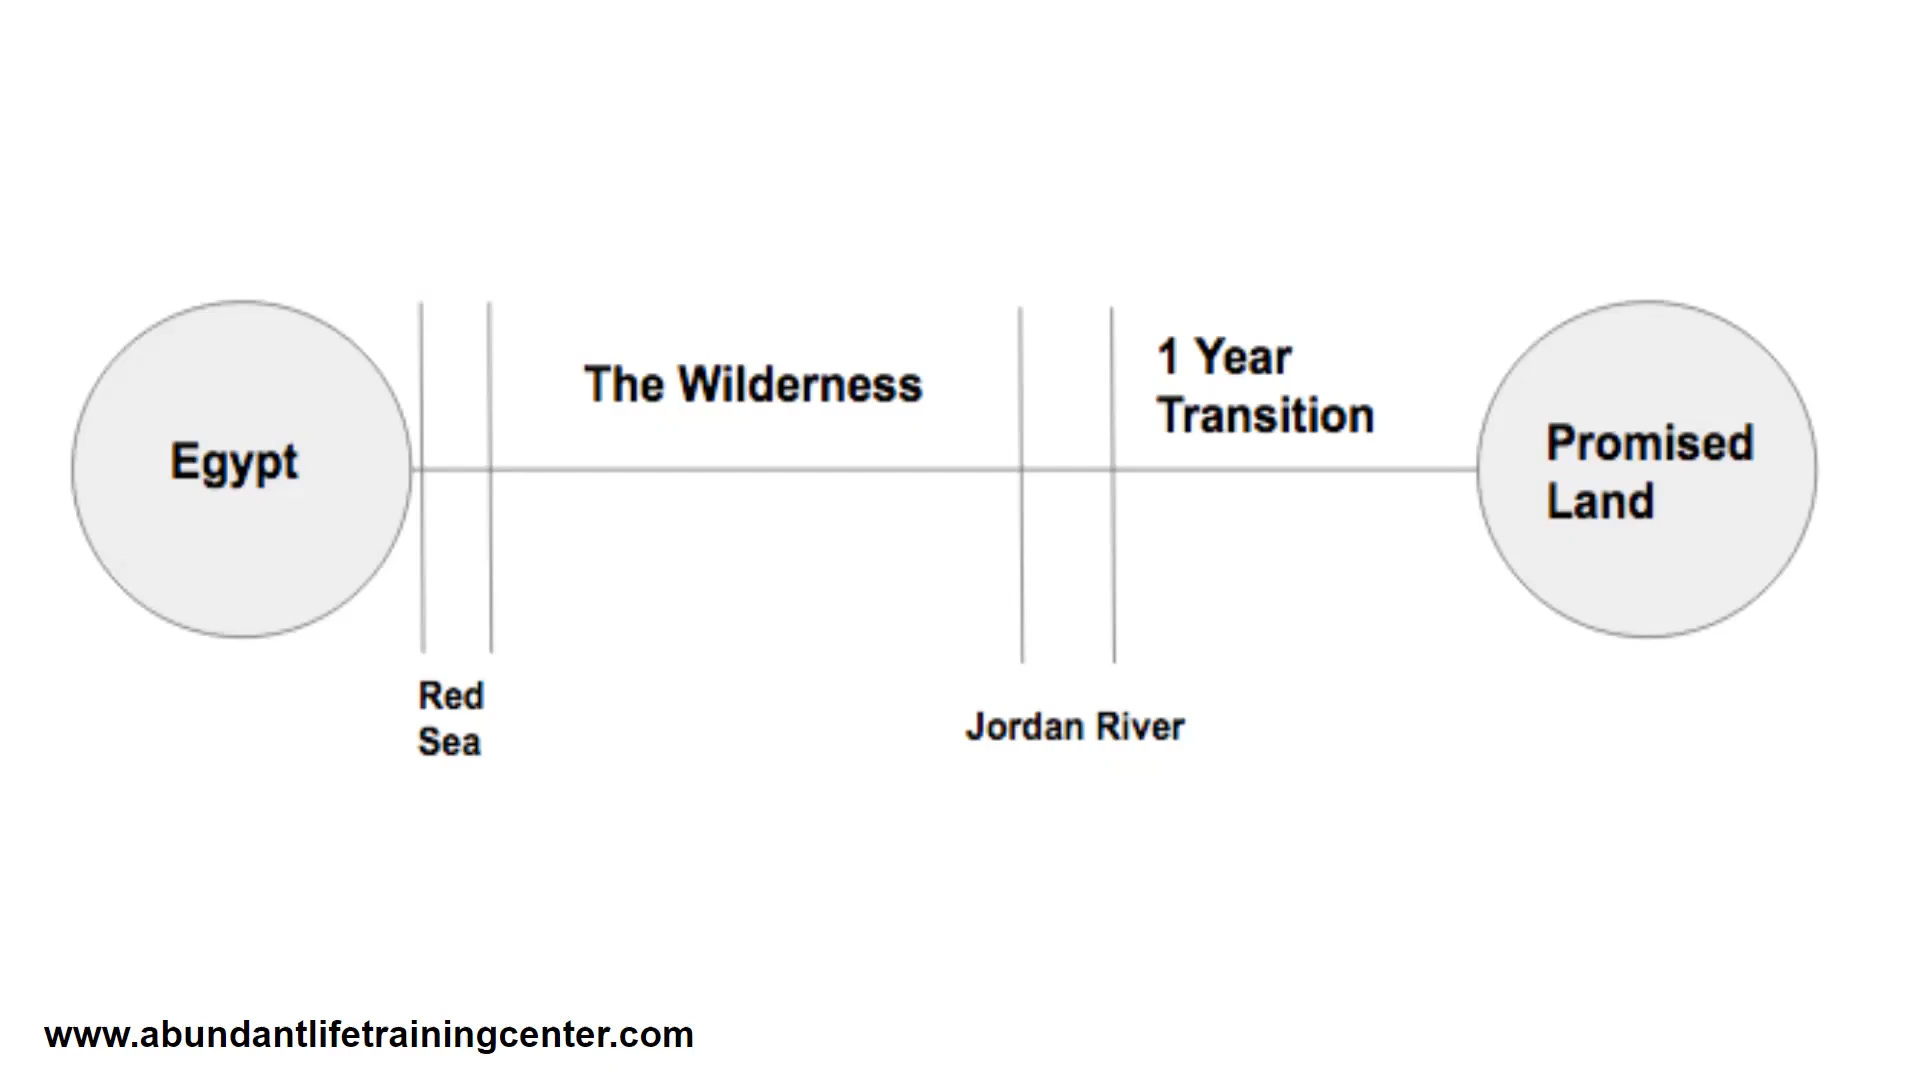 Egypt
The Wilderness
1 Year
Transition
Promised
Land
Red
Sea
Jordan River
www.abundantlifetrainingcenter.com